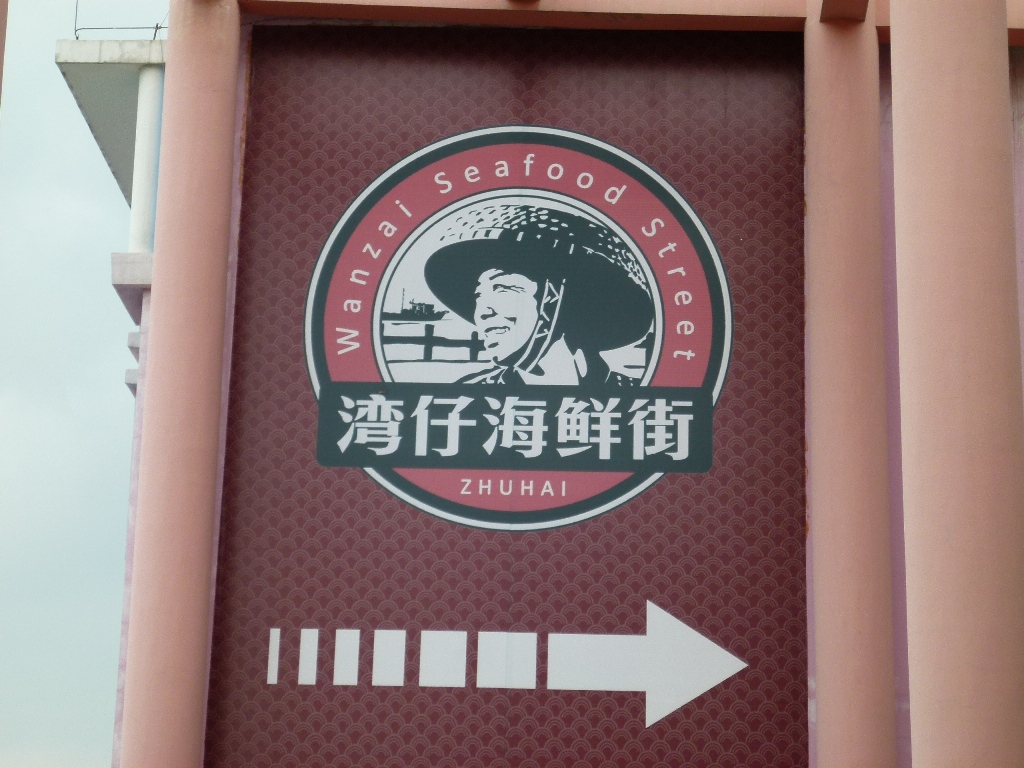 Wanzai Seafood Street
湾仔海鲜街
ZHUHAI